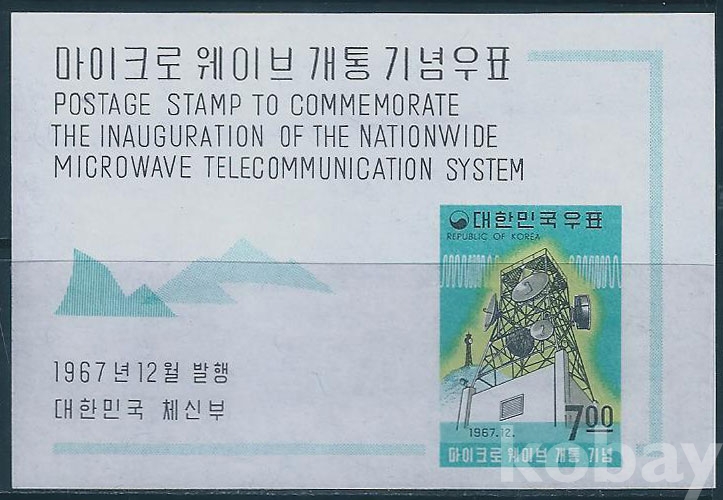 마이크로 웨이브 개통 기념우표
POSTAGE STAMP TO COMMEMORATE
THE INAUGURATION OF THE NATIONWIDE
MICROWAVE TELECOMMUNICATION SYSTEM
대한민국우표
REPUBLIC OF KOREA
1967년 12월 발행
대한민국 체신부
1967.12.
7.00
마이크로 웨이브 개통 기념
kobay